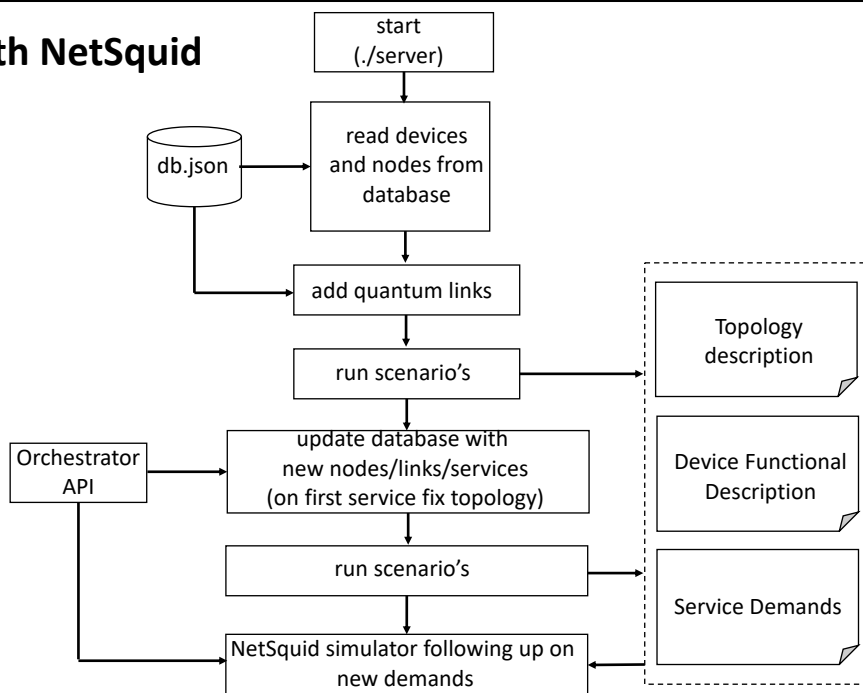 th NetSquid
start
(./server)
read devices
and nodes from
database
db.json
add quantum links
run scenario's
Topology
description
update database with
new nodes/links/services
(on first service fix topology)
Orchestrator
API
Device Functional
Description
run scenario's
Service Demands
NetSquid simulator following up on
new demands